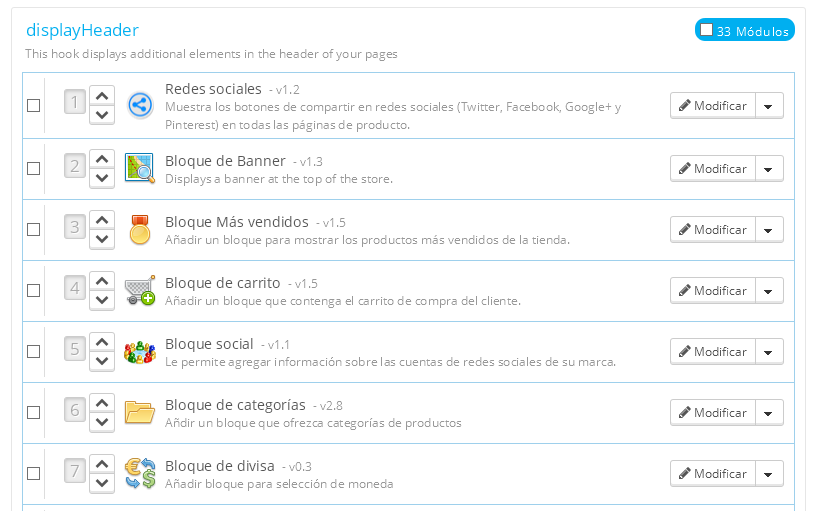 displayHeader
33 Módulos
This hook displays additional elements in the header of your pages
1
Redes sociales - v1.2
Muestra los botones de compartir en redes sociales (Twitter, Facebook, Google+ y
Pinterest) en todas las páginas de producto.
Modificar
2
Bloque de Banner - v1.3
Displays a banner at the top of the store.
Modificar
3
Bloque Más vendidos - v1.5
Añadir un bloque para mostrar los productos más vendidos de la tienda.
Modificar
4
Bloque de carrito - v1.5
Añadir un bloque que contenga el carrito de compra del cliente.
Modificar
5
Bloque social - v1.1
Le permite agregar información sobre las cuentas de redes sociales de su marca.
Modificar
6
Bloque de categorías - v2.8
Añdir un bloque que ofrezca categorías de productos
Modificar
7
Bloque de divisa - v0.3
Añadir bloque para selección de moneda
Modificar